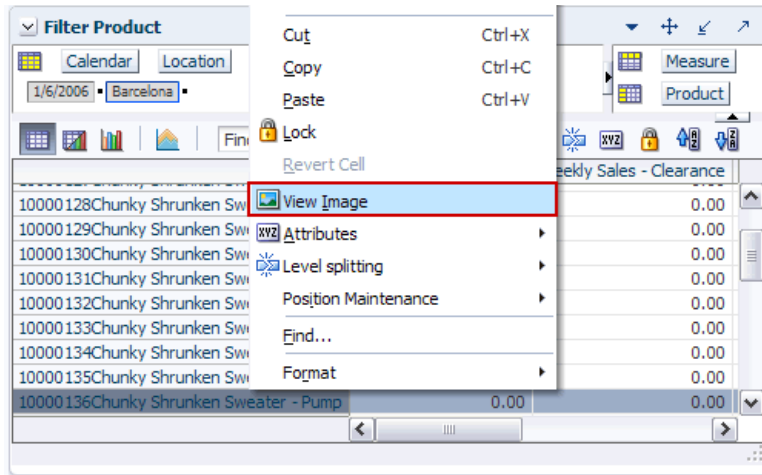 Filter Product
Calendar
Location
1/6/2006
Barcelona
Measure
Product
Cut Ctrl+X
Copy Ctrl+C
Paste Ctrl+V
Lock
Revert Cell
View Image
XYZ Attributes
Level splitting
Position Maintenance
Find...
Format
XYZ
eekly Sales - Clearance
10000128Chunky Shrunken Sw 0.00
10000129Chunky Shrunken Swe 0.00
10000130Chunky Shrunken Sw 0.00
10000131Chunky Shrunken Sw 0.00
10000132Chunky Shrunken Sw 0.00
10000133Chunky Shrunken Sw 0.00
10000134Chunky Shrunken Sw 0.00
10000135Chunky Shrunken Sw 0.00
10000136Chunky Shrunken Sweater - Pump 0.00 0.00